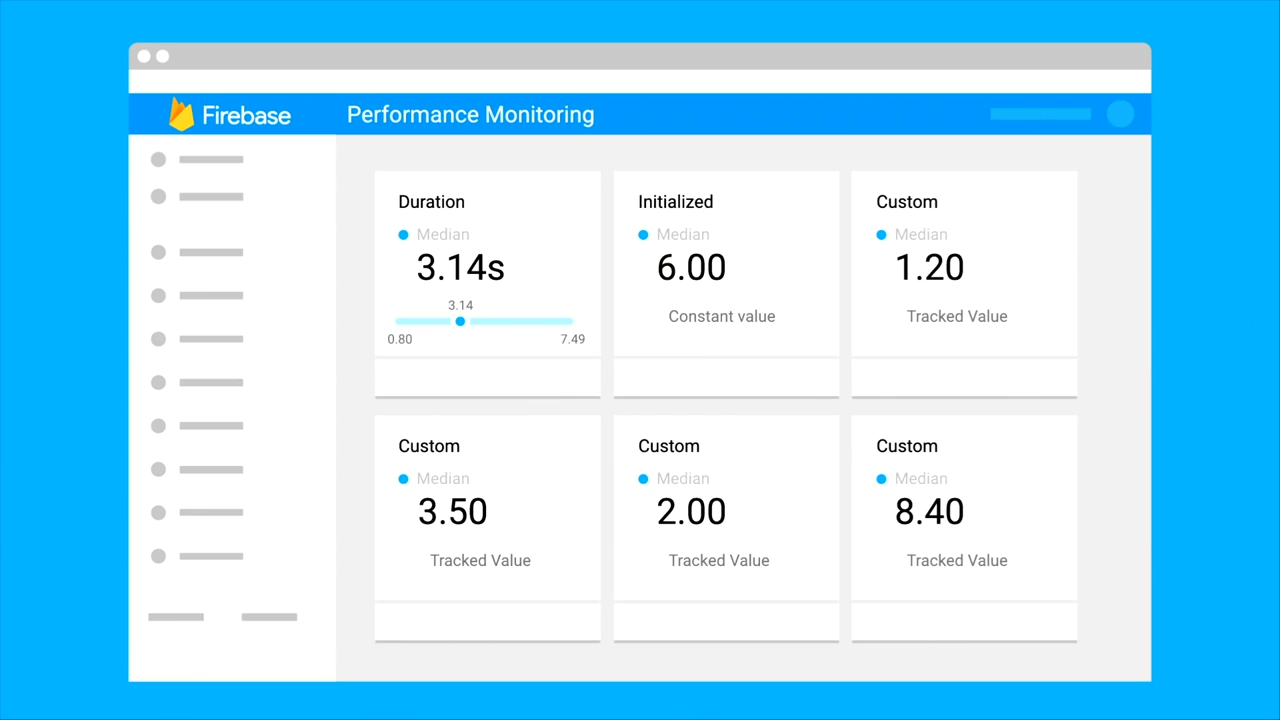 Firebase
Performance Monitoring
Duration
Median
3.14s
3.14
0.80
7.49
Initialized
Median
6.00
Constant value
Custom
Median
1.20
Tracked Value
Custom
Median
3.50
Tracked Value
Custom
Median
2.00
Tracked Value
Custom
Median
8.40
Tracked Value